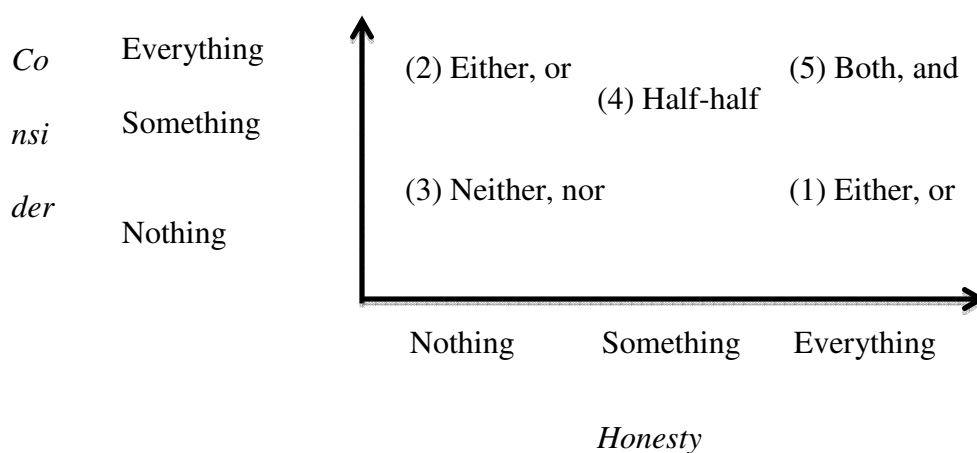 Co
nsi
der
Everything
Something
Nothing
(2) Either, or
(5) Both, and
(4) Half-half
(3) Neither, nor
(1) Either, or
Nothing
Something
Everything
Honesty